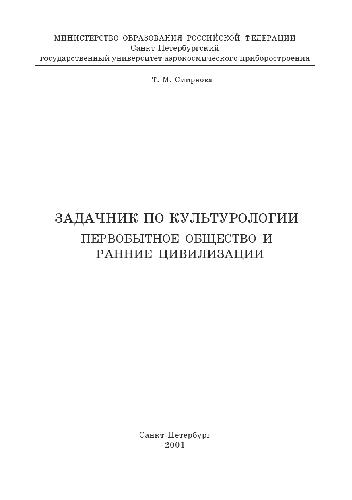 МИНИСТЕРСТВО ОБРАЗОВАНИЯ РОССИЙСКОЙ ФЕДЕРАЦИИ
Санкт-Петербургский
государственный университет аэрокосмического приборостроения
Т. М. Смирнова
ЗАДАЧНИК ПО КУЛЬТУРОЛОГИИ
ПЕРВОБЫТНОЕ ОБЩЕСТВО И
РАННИЕ ЦИВИЛИЗАЦИИ
Санкт-Петербург
2001